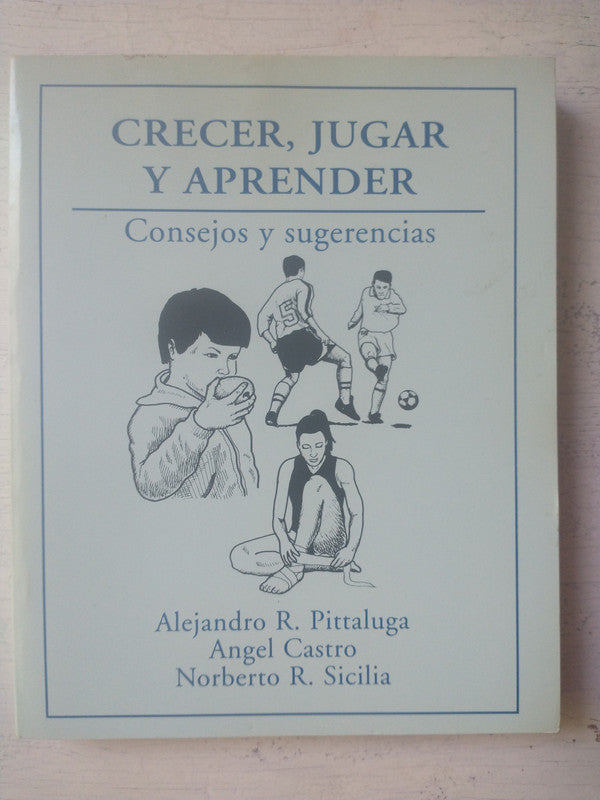 CRECER, JUGAR
Y APRENDER
Consejos y sugerencias
5
Alejandro R. Pittaluga
Angel Castro
Norberto R. Sicilia